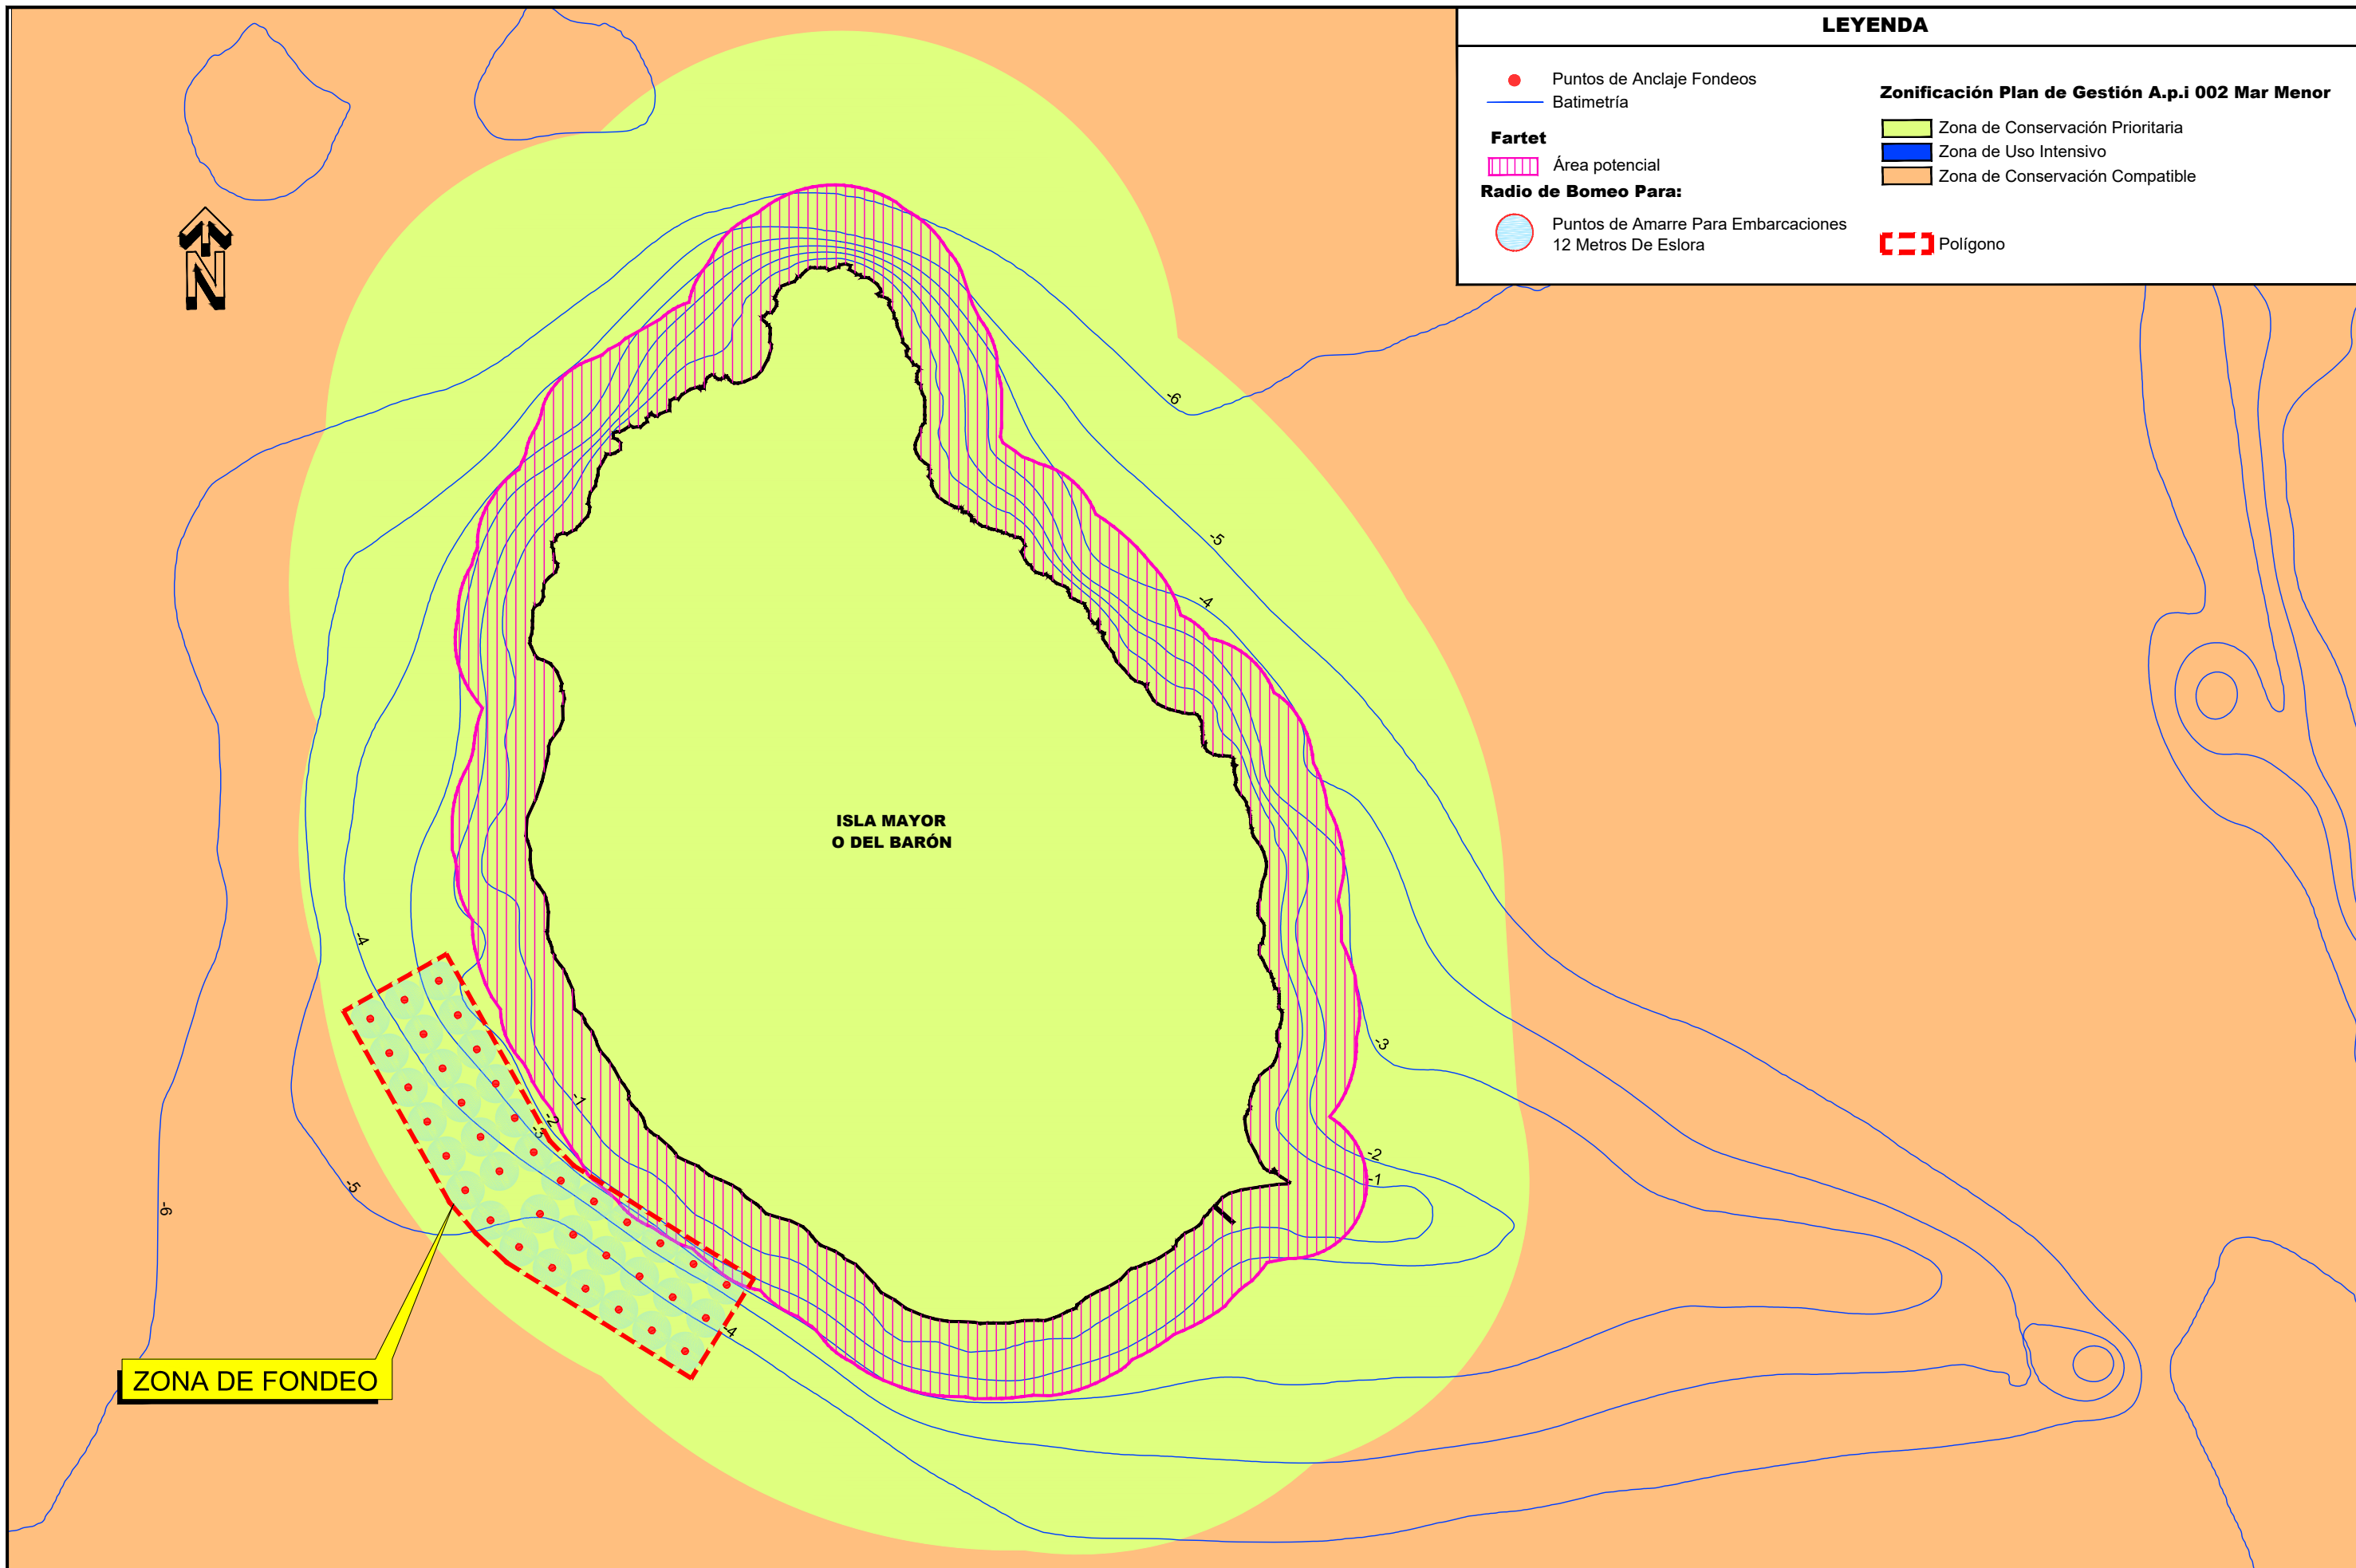 LEYENDA
Puntos de Anclaje Fondeos
Batimetría
Fartet
Área potencial
Radio de Borneo Para:
Puntos de Amarre Para Embarcaciones
12 Metros De Eslora
Zonificación Plan de Gestión A.p.i 002 Mar Menor
Zona de Conservación Prioritaria
Zona de Uso Intensivo
Zona de Conservación Compatible
Polígono
N
-6
-5
-4
ISLA MAYOR
O DEL BARÓN
-4
-3
-1
-2
-3
-2
-1
-5
-6
-4
ZONA DE FONDEO